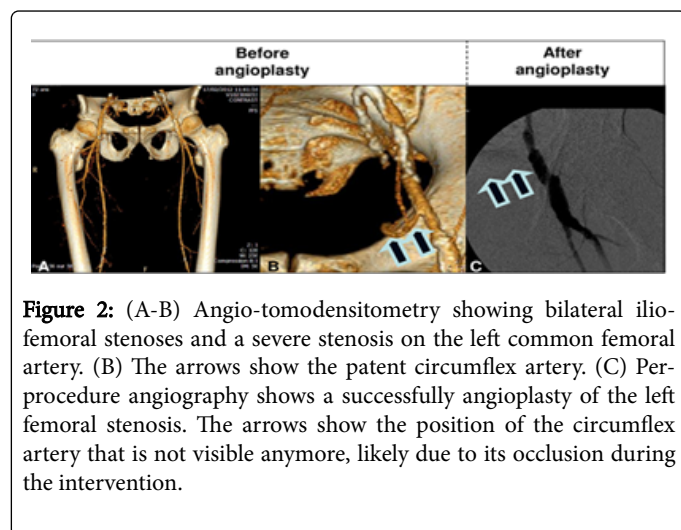 Before
angioplasty
After
angioplasty
A
B
C
Figure 2: (A-B) Angio-tomodensitometry showing bilateral ilio-
femoral stenoses and a severe stenosis on the left common femoral
artery. (B) The arrows show the patent circumflex artery. (C) Per-
procedure angiography shows a successfully angioplasty of the left
femoral stenosis. The arrows show the position of the circumflex
artery that is not visible anymore, likely due to its occlusion during
the intervention.